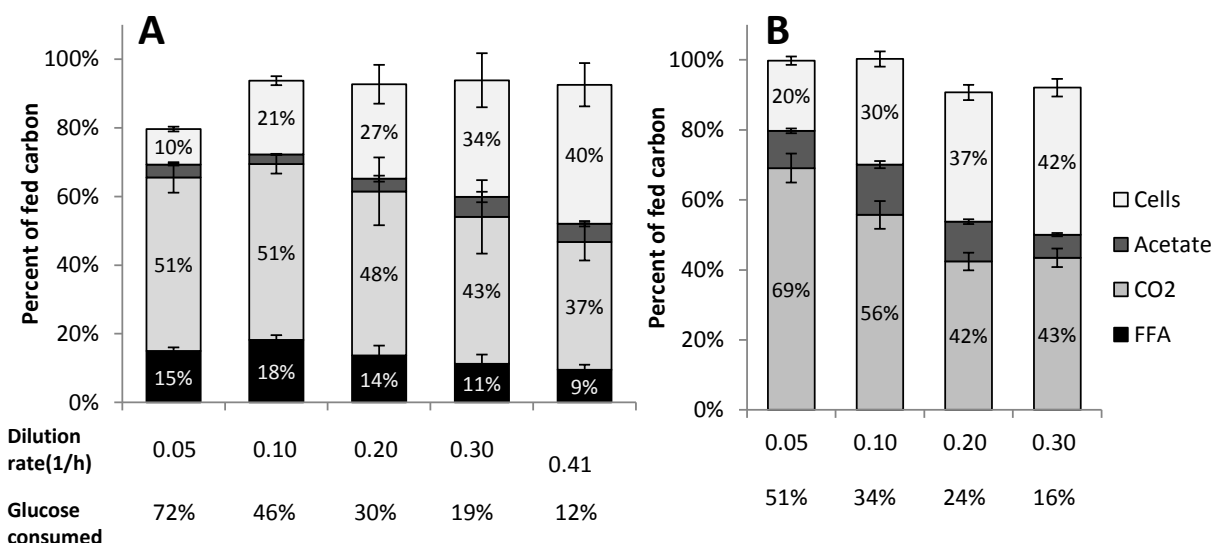 A
B
Percent of fed carbon
100%
80%
60%
40%
20%
0%
10%
51%
15%
21%
51%
18%
27%
48%
14%
34%
43%
11%
40%
37%
9%
Dilution
rate(1/h)
0.05 0.10 0.20 0.30 0.41
Glucose
consumed
72% 46% 30% 19% 12%
Percent of fed carbon
100%
80%
60%
40%
20%
0%
20%
69%
30%
56%
37%
42%
42%
43%
0.05 0.10 0.20 0.30
51% 34% 24% 16%
Cells
Acetate
CO2
FFA